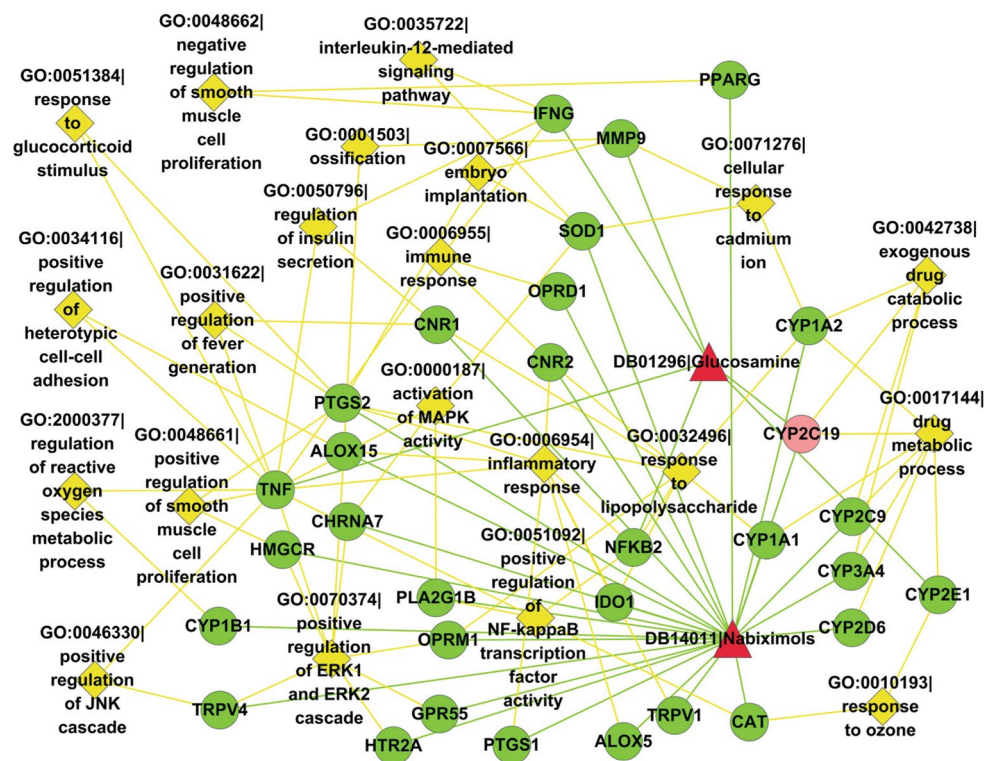 GO:0048662|
negative
regulation
of smooth
muscle
cell
proliferation
GO:0035722|
interleukin-12-mediated
signaling
pathway
PPARG
GO:0051384|
response
to
glucocorticoid
stimulus
IFNG
MMP9
GO:0001503|
ossification
GO:0007566|
embryo
implantation
GO:0071276|
cellular
response
to
cadmium
ion
GO:0050796|
regulation
of insulin
secretion
SOD1
GO:0042738|
exogenous
drug
catabolic
process
GO:0034116|
positive
regulation
of
heterotypic
cell-cell
adhesion
GO:0006955|
immune
response
GO:0031622|
positive
regulation
of fever
generation
OPRD1
CNR1
CYP1A2
CNR2
DB01296|Glucosamine
GO:0000187|
activation
of MAPK
activity
GO:0017144|
drug
metabolic
process
PTGS2
GO:2000377|
regulation
of reactive
oxygen
species
metabolic
process
GO:0048661|
positive
regulation
of smooth
muscle
cell
proliferation
ALOX15
GO:0006954|
inflammatory
response
GO:0032496|
response
to
lipopolysaccharide
CYP2C19
TNF
CHRNA7
GO:0051092|
positive
regulation
of
NF-kappaB
transcription
factor
activity
CYP2C9
HMGCR
NFKB2
CYP1A1
CYP3A4
GO:0070374|
positive
regulation
of ERK1
and ERK2
cascade
PLA2G1B
IDO1
CYP2E1
CYP1B1
OPRM1
DB14011|Nabiximols
CYP2D6
GO:0046330|
positive
regulation
of JNK
cascade
GO:0010193|
response
to ozone
TRPV4
GPR55
TRPV1
CAT
HTR2A
PTGS1
ALOX5